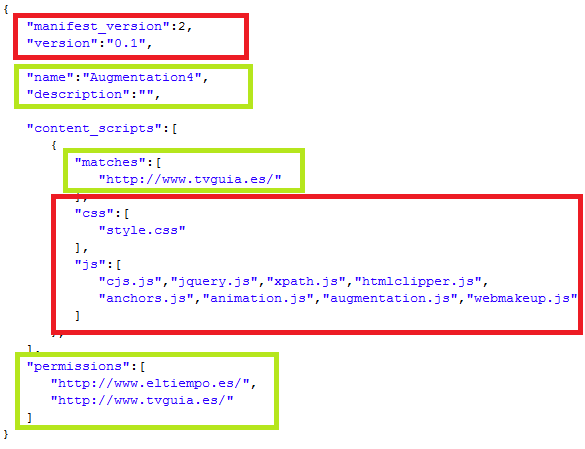 {
"manifest_version":2,
"version":"0.1",
"name":"Augmentation4",
"description":"",
"content_scripts":[
{
"matches":[
"http://www.tvguia.es/"
],
"css":[
"style.css"
],
"js":[
"cjs.js","jquery.js","xpath.js","htmlclipper.js",
"anchors.js","animation.js","augmentation.js","webmakeup.js"
]
}
],
"permissions":[
"http://www.eltiempo.es/",
"http://www.tvguia.es/"
]
}